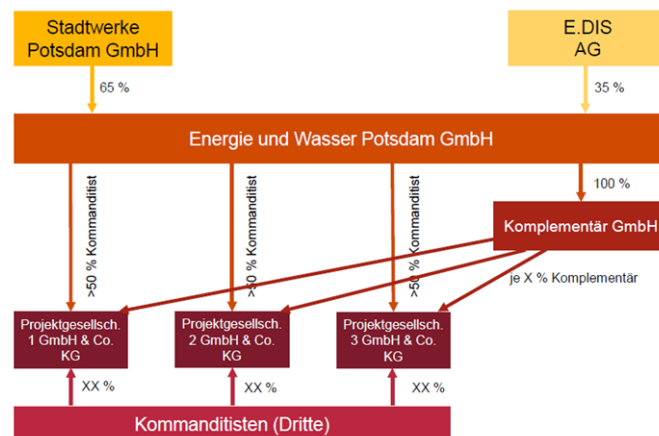 Stadtwerke
Potsdam GmbH
E.DIS
AG
65 %
35 %
Energie und Wasser Potsdam GmbH
>50 % Kommanditist
>50 % Kommanditist
>50 % Kommanditist
100 %
Komplementär GmbH
je X % Komplementär
Projektgesellsch.
1 GmbH & Co.
KG
Projektgesellsch.
2 GmbH & Co.
KG
Projektgesellsch.
3 GmbH & Co.
KG
XX %
XX %
XX %
Kommanditisten (Dritte)